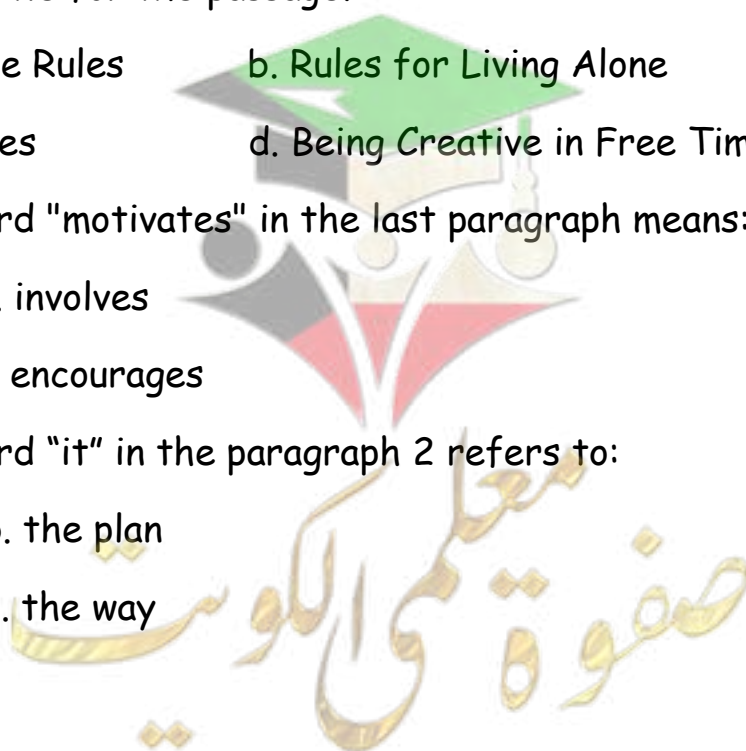 e Rules b. Rules for Living Alone
es d. Being Creative in Free Tim
rd "motivates" in the last paragraph means:
. involves
encourages
rd “it” in the paragraph 2 refers to:
. the plan
. the way
صفوة معلمى الكويت